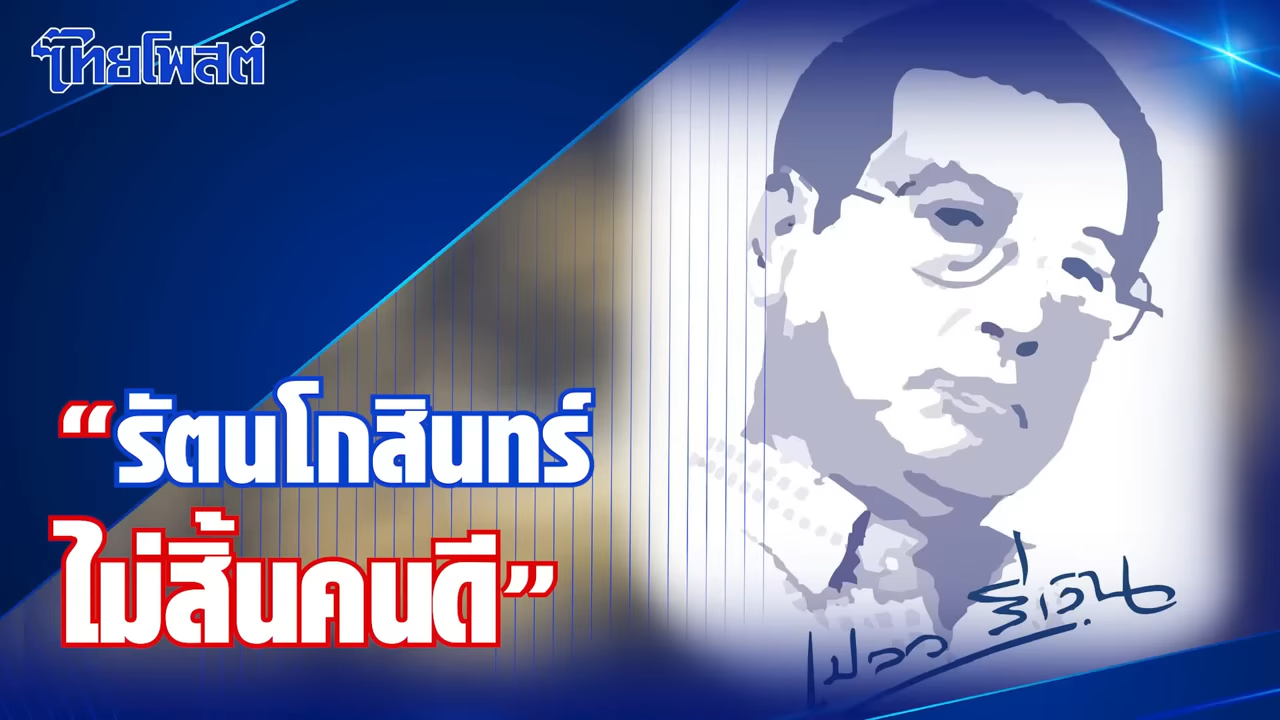 ไทยโพสต์
“รัตนโกสินทร์
ไม่สิ้นคนดี”
เปลว สีเงิน